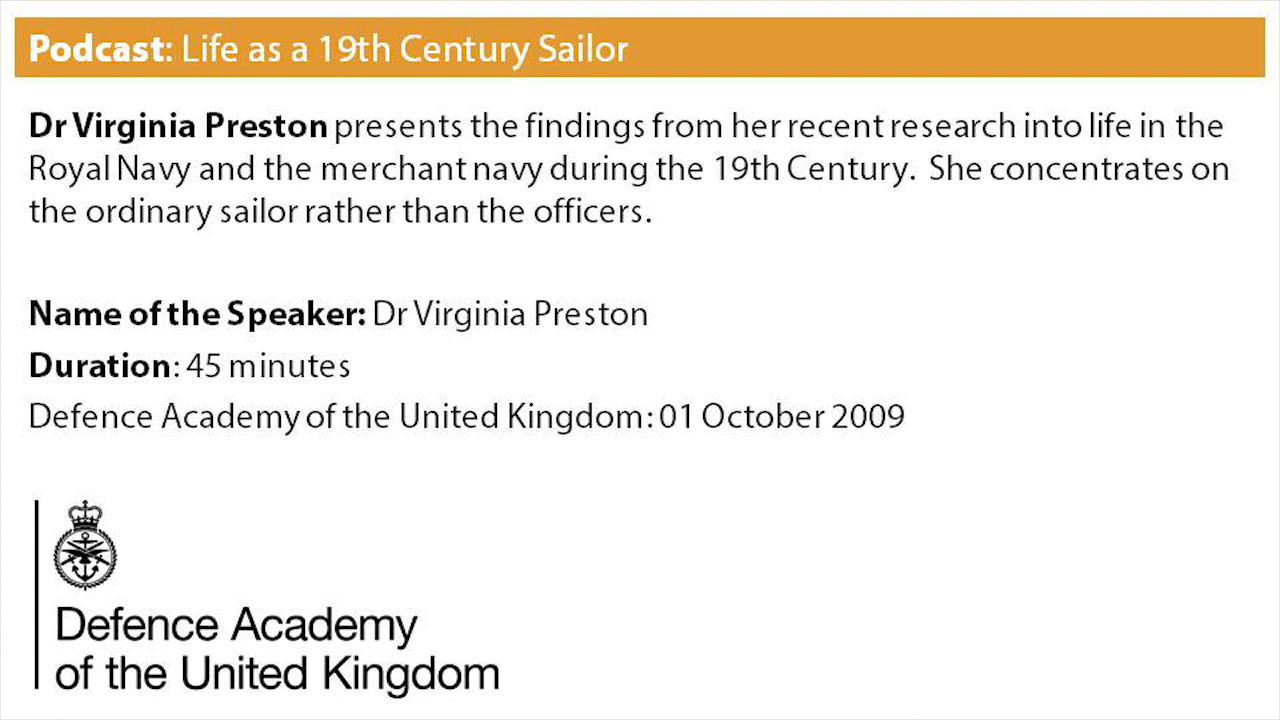 Podcast: Life as a 19th Century Sailor
Dr Virginia Preston presents the findings from her recent research into life in the
Royal Navy and the merchant navy during the 19th Century. She concentrates on
the ordinary sailor rather than the officers.
Name of the Speaker: Dr Virginia Preston
Duration: 45 minutes
Defence Academy of the United Kingdom: 01 October 2009
Defence Academy
of the United Kingdom